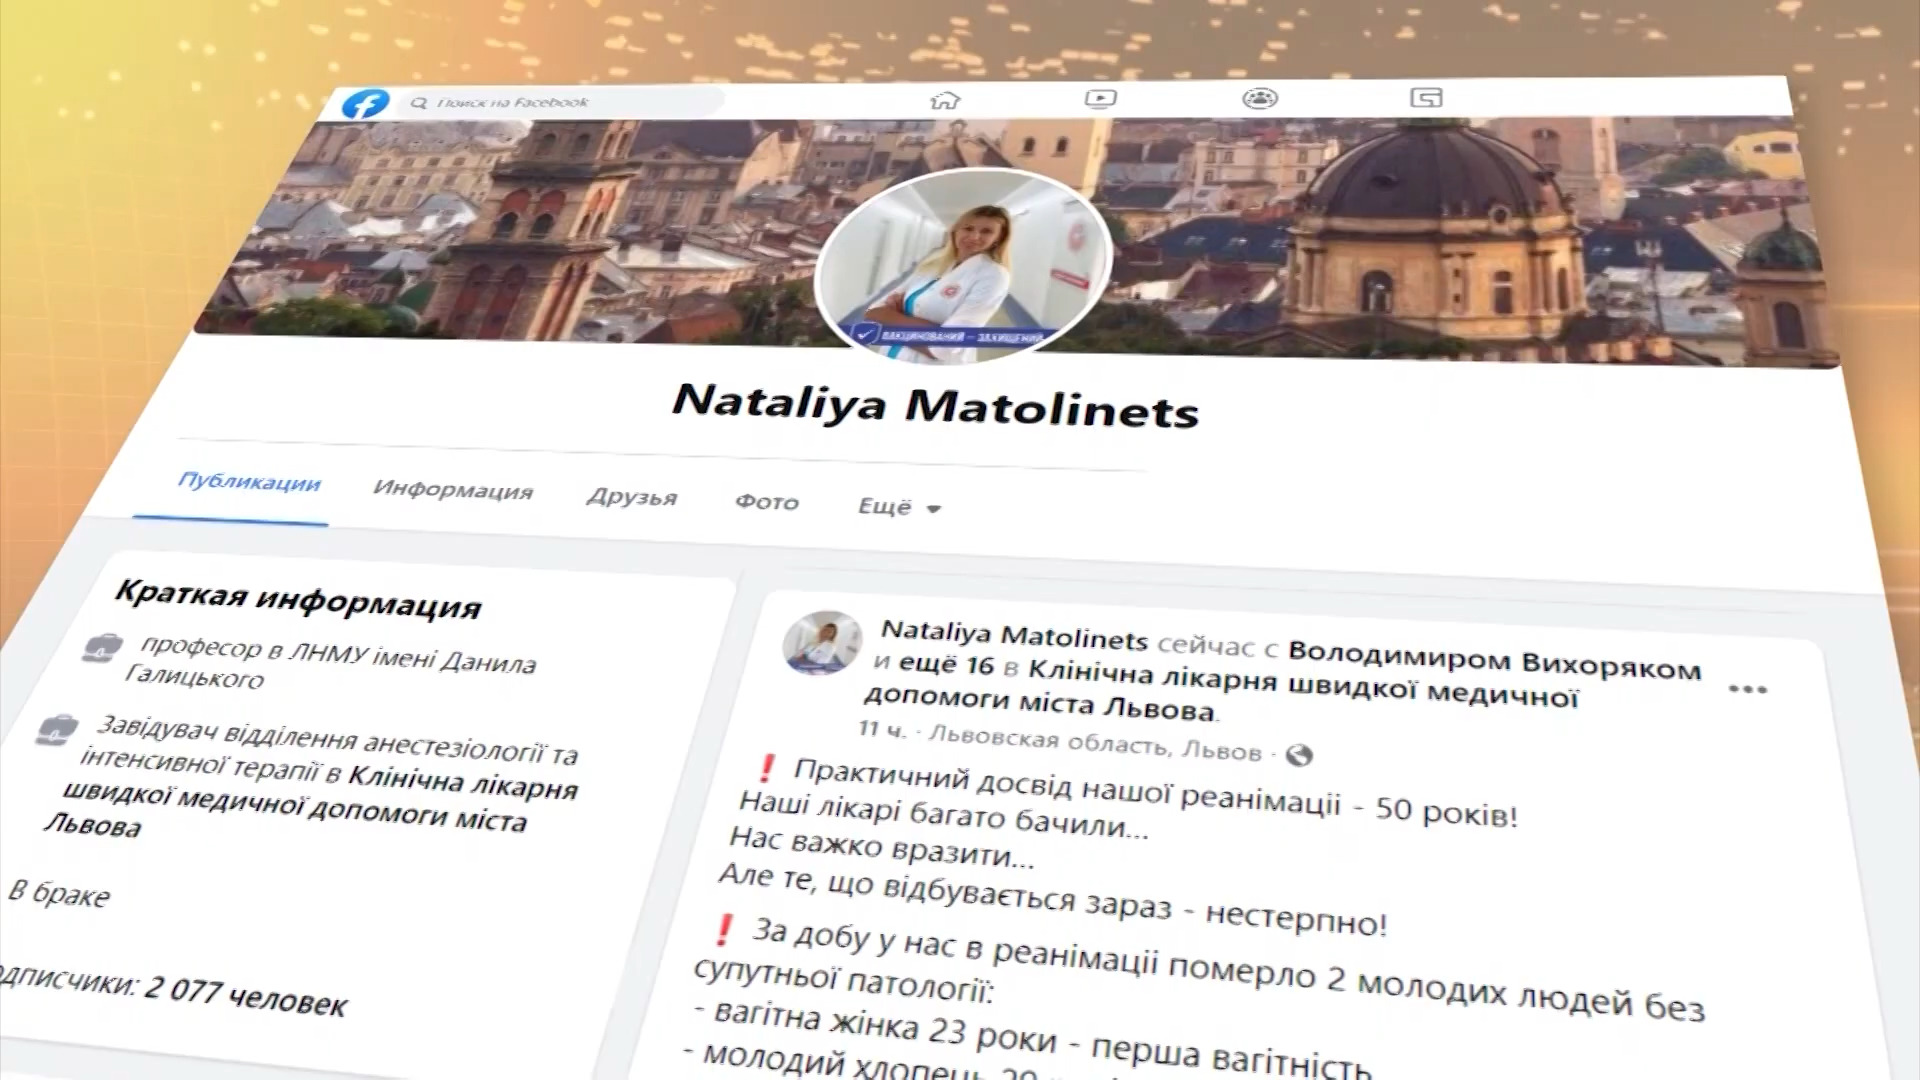 Поиск на Facebook
ВАКЦИНОВАНИЙ – ЗАХИЩЕНИЙ
Nataliya Matolinets
Публикации Информация Друзья Фото Ещё
Краткая информация
професор в ЛНМУ імені Данила
Галицького
Завідувач відділення анестезіології та
інтенсивної терапії в Клінічна лікарня
швидкої медичної допомоги міста
Львова
В браке
одписчики: 2 077 человек
Nataliya Matolinets сейчас с Володимиром Вихоряком
и ещё 16 в Клінічна лікарня швидкої медичної
допомоги міста Львова.
11 ч. · Львовская область, Львов ·
❗ Практичний досвід нашої реанімації - 50 років!
Наші лікарі багато бачили...
Нас важко вразити...
Але те, що відбувається зараз - нестерпно!
❗ За добу у нас в реанімації померло 2 молодих людей без
супутньої патології:
- вагітна жінка 23 роки - перша вагітність
- молодий хлопець